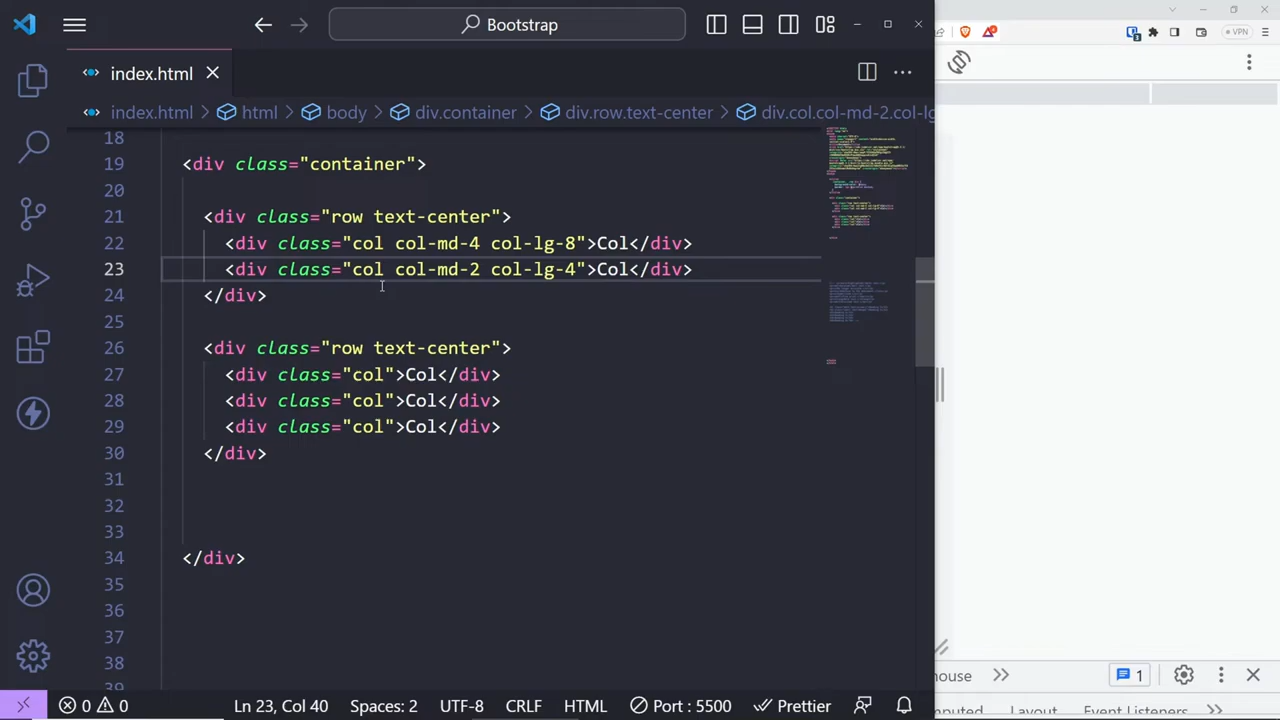 Bootstrap
VPN
index.html
index.html > html > body > div.container > div.row.text-center > div.col.col-md-2.col-lg
18
19 <div class="container">
20
21 <div class="row text-center">
22 <div class="col col-md-4 col-lg-8">Col</div>
23 <div class="col col-md-2 col-lg-4">Col</div>
24 </div>
25
26 <div class="row text-center">
27 <div class="col">Col</div>
28 <div class="col">Col</div>
29 <div class="col">Col</div>
30 </div>
31
32
33
34 </div>
35
36
37
38
39
ouse
1
mputed Layout Event Listeners
0 0 Ln 23, Col 40 Spaces: 2 UTF-8 CRLF HTML Port : 5500 Prettier